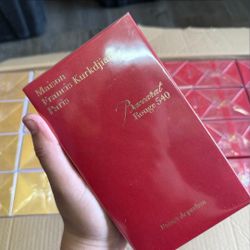 Maison
Francis Kurkdjian
Paris
Baccarat
Rouge 540
Extrait de parfum